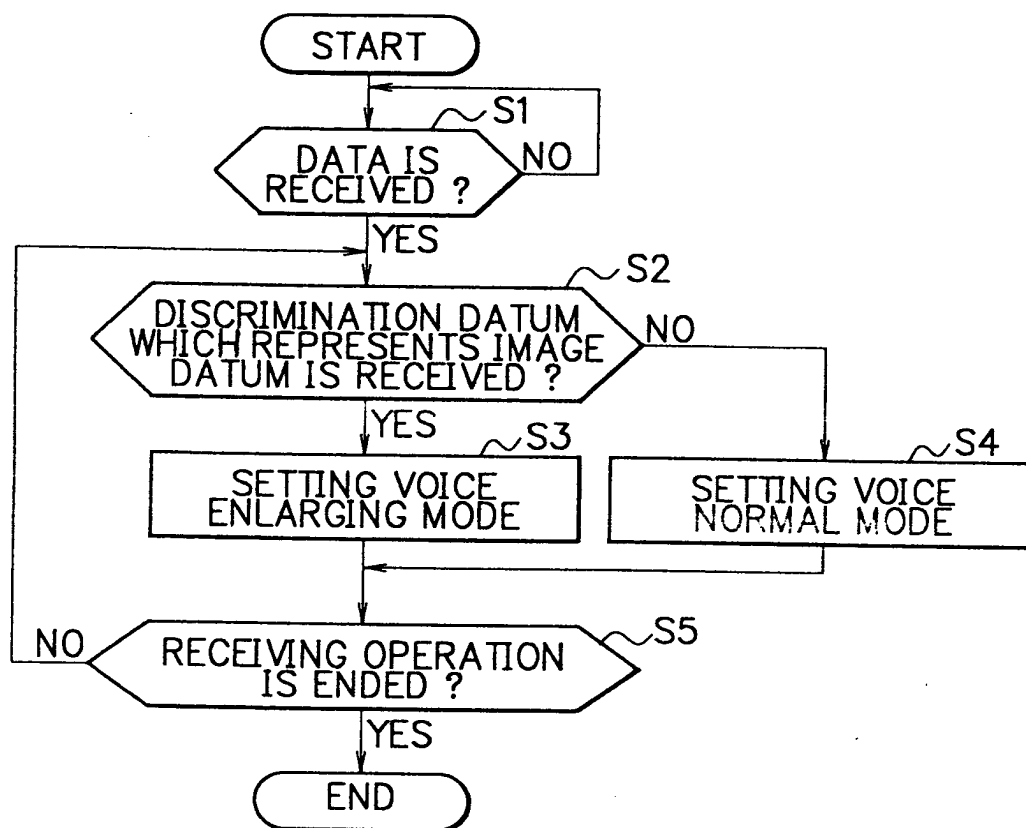 START
S1
DATA IS
RECEIVED ?
NO
YES
S2
DISCRIMINATION DATUM
WHICH REPRESENTS IMAGE
DATUM IS RECEIVED ?
NO
YES
S3
SETTING VOICE
ENLARGING MODE
S4
SETTING VOICE
NORMAL MODE
S5
NO
RECEIVING OPERATION
IS ENDED ?
YES
END